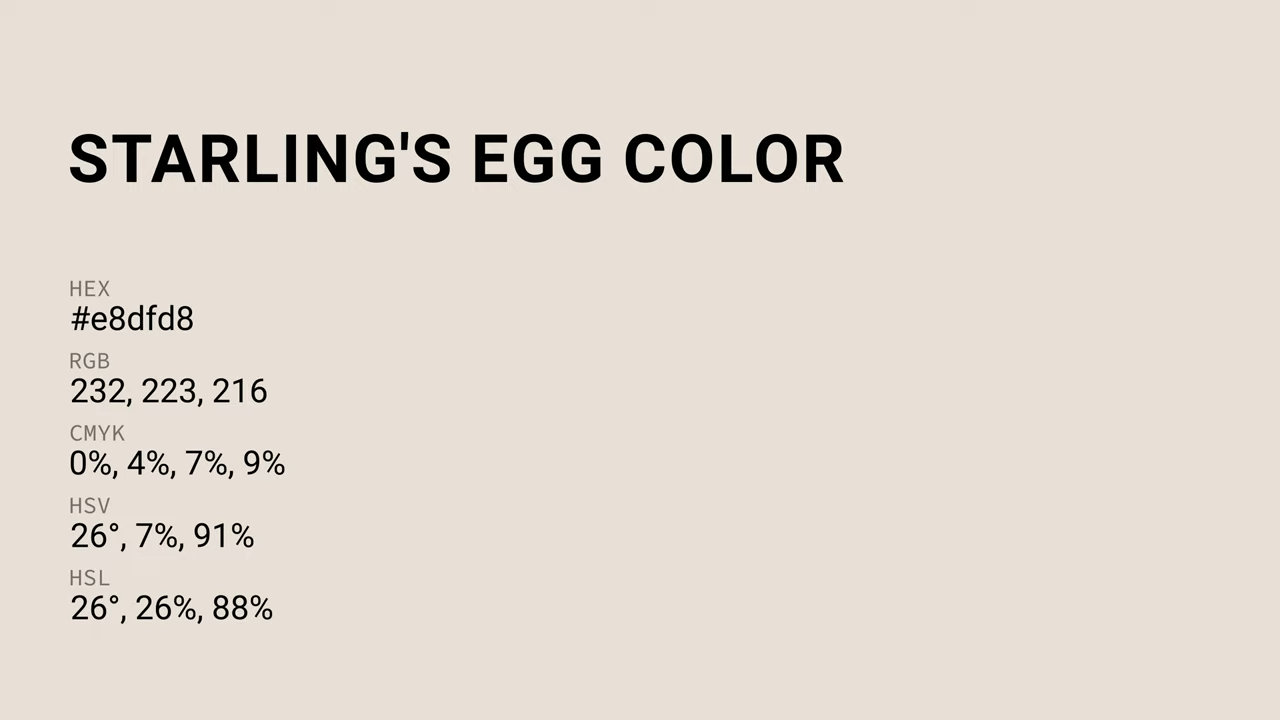 STARLING'S EGG COLOR
HEX
#e8dfd8
RGB
232, 223, 216
CMYK
0%, 4%, 7%, 9%
HSV
26°, 7%, 91%
HSL
26°, 26%, 88%